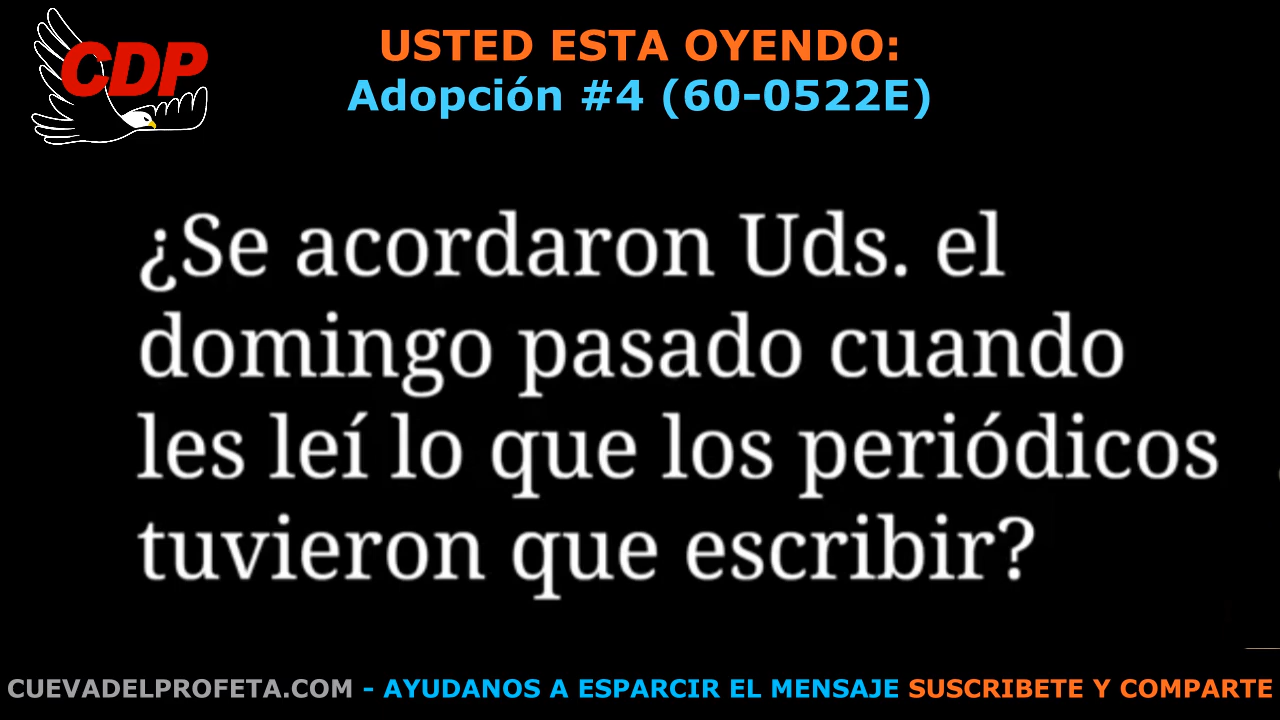 CDP
USTED ESTA OYENDO:
Adopción #4 (60-0522E)
¿Se acordaron Uds. el
domingo pasado cuando
les leí lo que los periódicos
tuvieron que escribir?
CUEVADELPROFETA.COM - AYUDANOS A ESPARCIR EL MENSAJE SUSCRIBETE Y COMPARTE